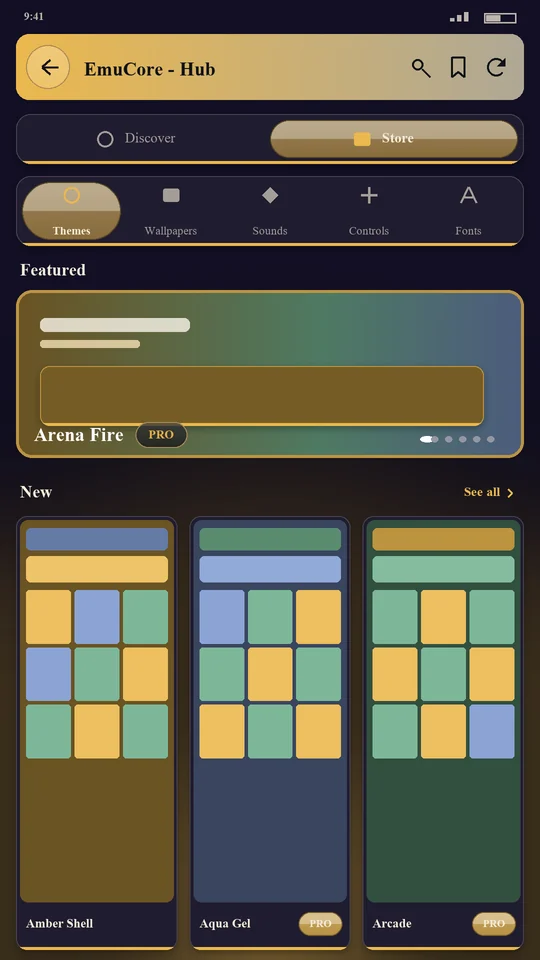 9:41
EmuCore - Hub
Discover
Store
Themes
Wallpapers
Sounds
Controls
Fonts
Featured
Arena Fire
PRO
New
See all
Amber Shell
Aqua Gel
PRO
Arcade
PRO